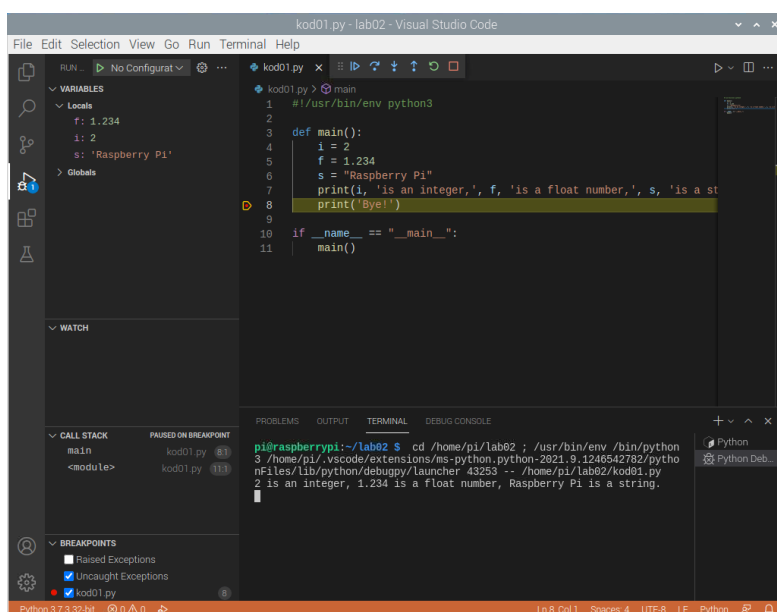 kod01.py - lab02 - Visual Studio Code
File Edit Selection View Go Run Terminal Help
RUN ... No Configurat
kod01.py
VARIABLES
Locals
f: 1.234
i: 2
s: 'Raspberry Pi'
Globals
WATCH
CALL STACK PAUSED ON BREAKPOINT
main kod01.py 8:1
<module> kod01.py 11:1
BREAKPOINTS
Raised Exceptions
Uncaught Exceptions
kod01.py 8
1
kod01.py > main
1 #!/usr/bin/env python3
2
3 def main():
4 i = 2
5 f = 1.234
6 s = "Raspberry Pi"
7 print(i, 'is an integer,', f, 'is a float number,', s, 'is a st
8 print('Bye!')
9
10 if __name__ == "__main__":
11 main()
PROBLEMS OUTPUT TERMINAL DEBUG CONSOLE
pi@raspberrypi:~/lab02 $ cd /home/pi/lab02 ; /usr/bin/env /bin/python
3 /home/pi/.vscode/extensions/ms-python.python-2021.9.1246542782/pytho
nFiles/lib/python/debugpy/launcher 43253 -- /home/pi/lab02/kod01.py
2 is an integer, 1.234 is a float number, Raspberry Pi is a string.
Python
Python Deb...
Python 3.7.3 32-bit 0 0 Ln 8, Col 1 Spaces: 4 UTF-8 LF Python